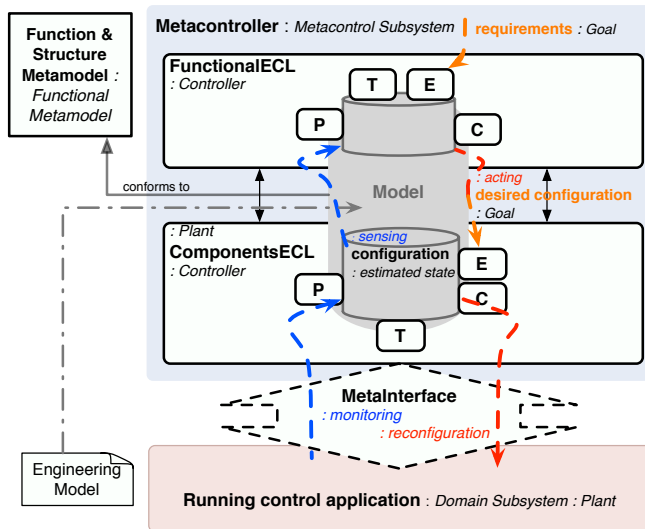 Function &
Structure
Metamodel :
Functional
Metamodel
Metacontroller : Metacontrol Subsystem
requirements : Goal
FunctionalECL
: Controller
T
E
P
C
conforms to
Model
: acting
desired configuration
: Goal
: Plant
ComponentsECL
: Controller
: sensing
configuration
: estimated state
E
P
C
T
MetaInterface
: monitoring
: reconfiguration
Engineering
Model
Running control application : Domain Subsystem : Plant